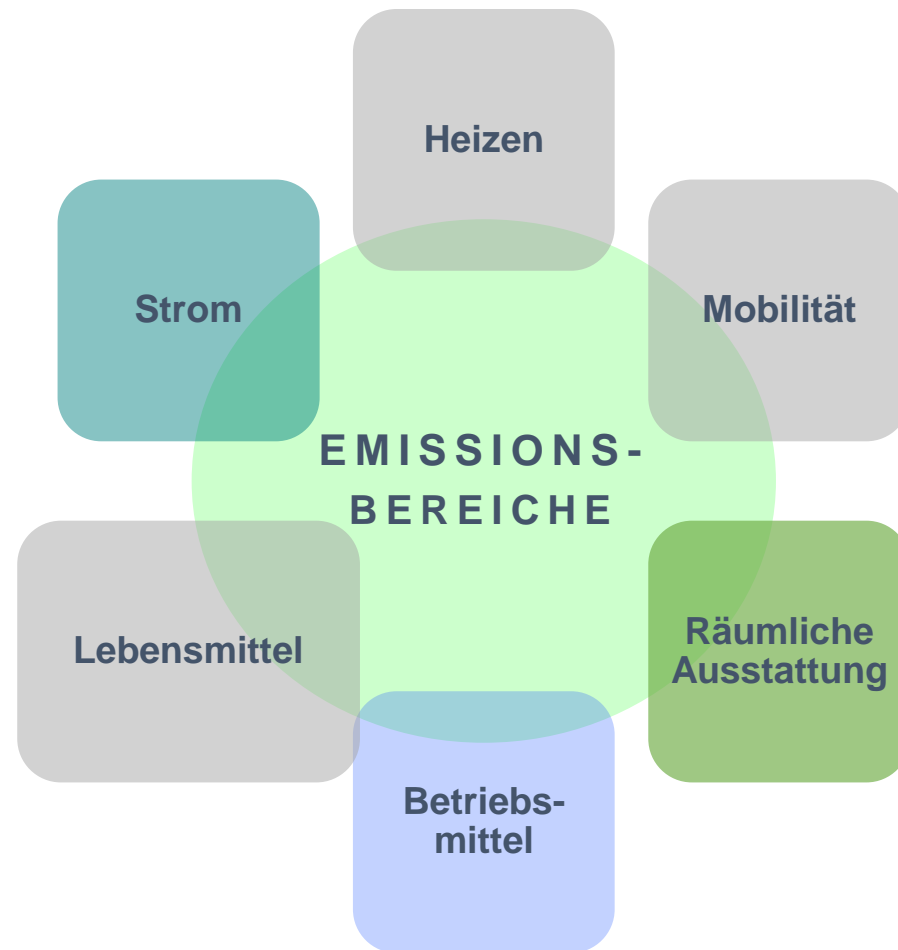 Heizen
Strom
Mobilität
EMISSIONS-
BEREICHE
Lebensmittel
Räumliche
Ausstattung
Betriebs-
mittel